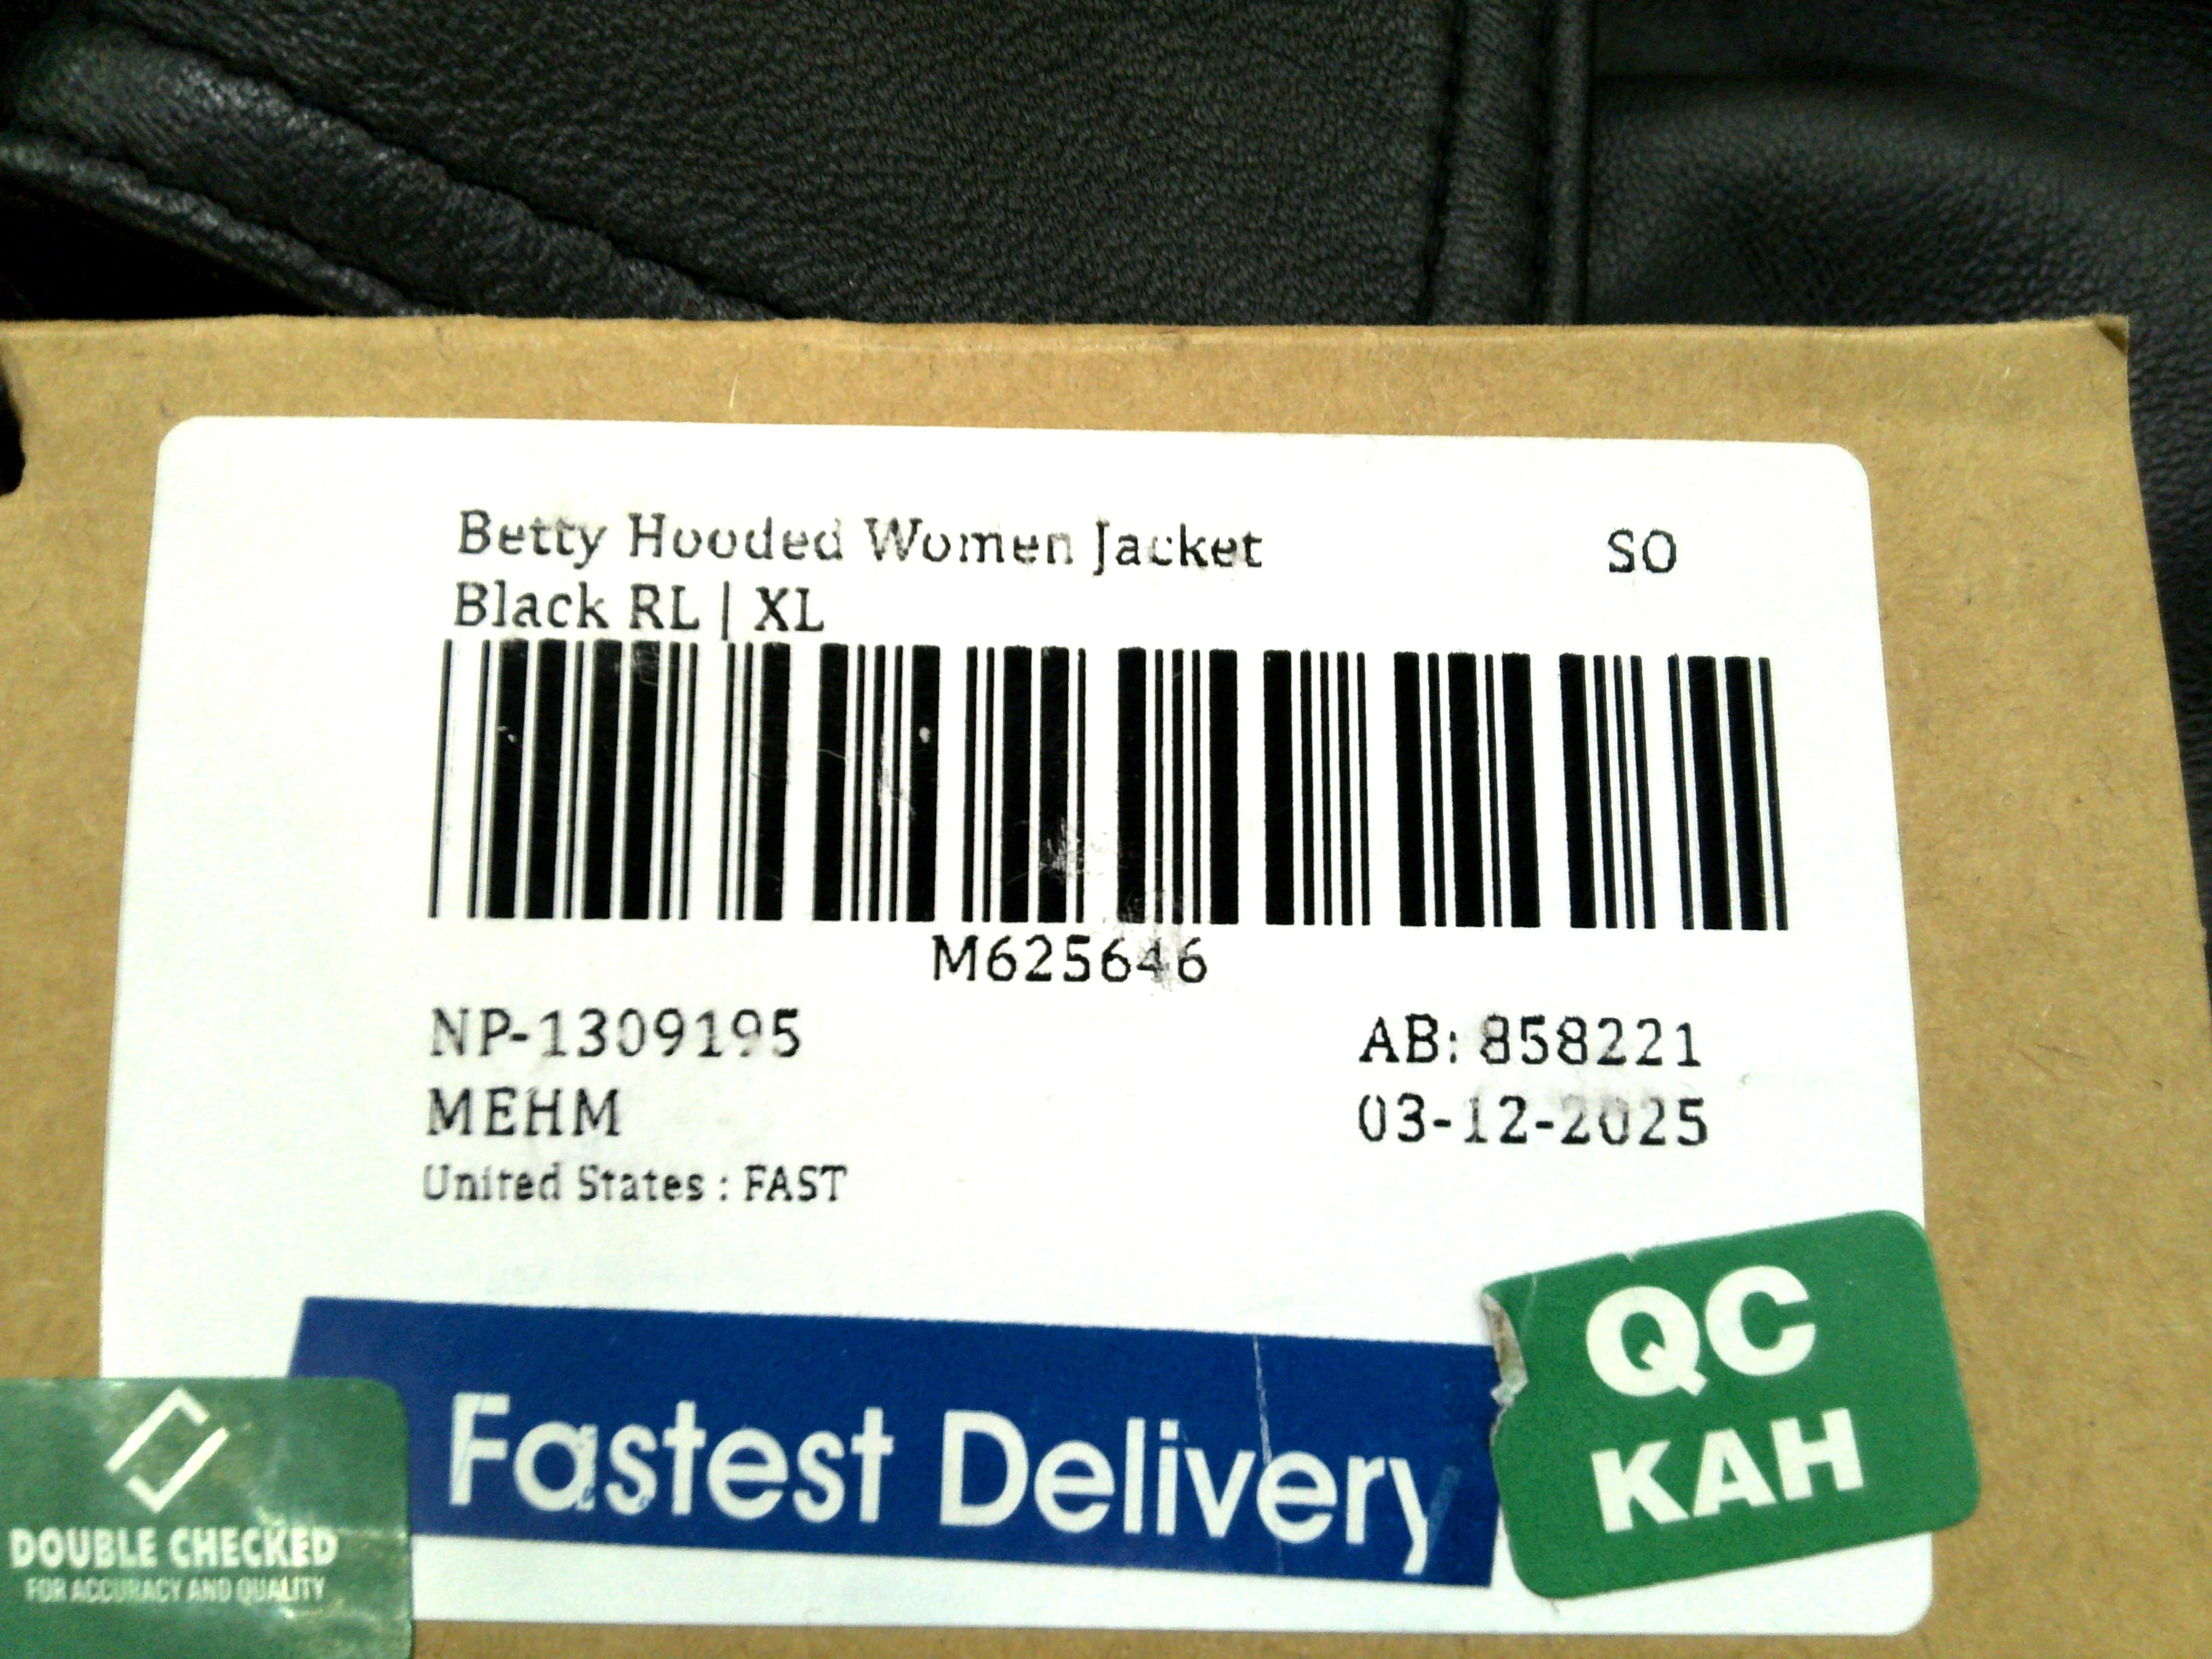 Betty Hooded Women Jacket
SO
Black RL | XL
M625646
NP-1309195
AB: 858221
MEHM
03-12-2025
United States : FAST
Fastest Delivery
QC
KAH
DOUBLE CHECKED
FOR ACCURACY AND QUALITY